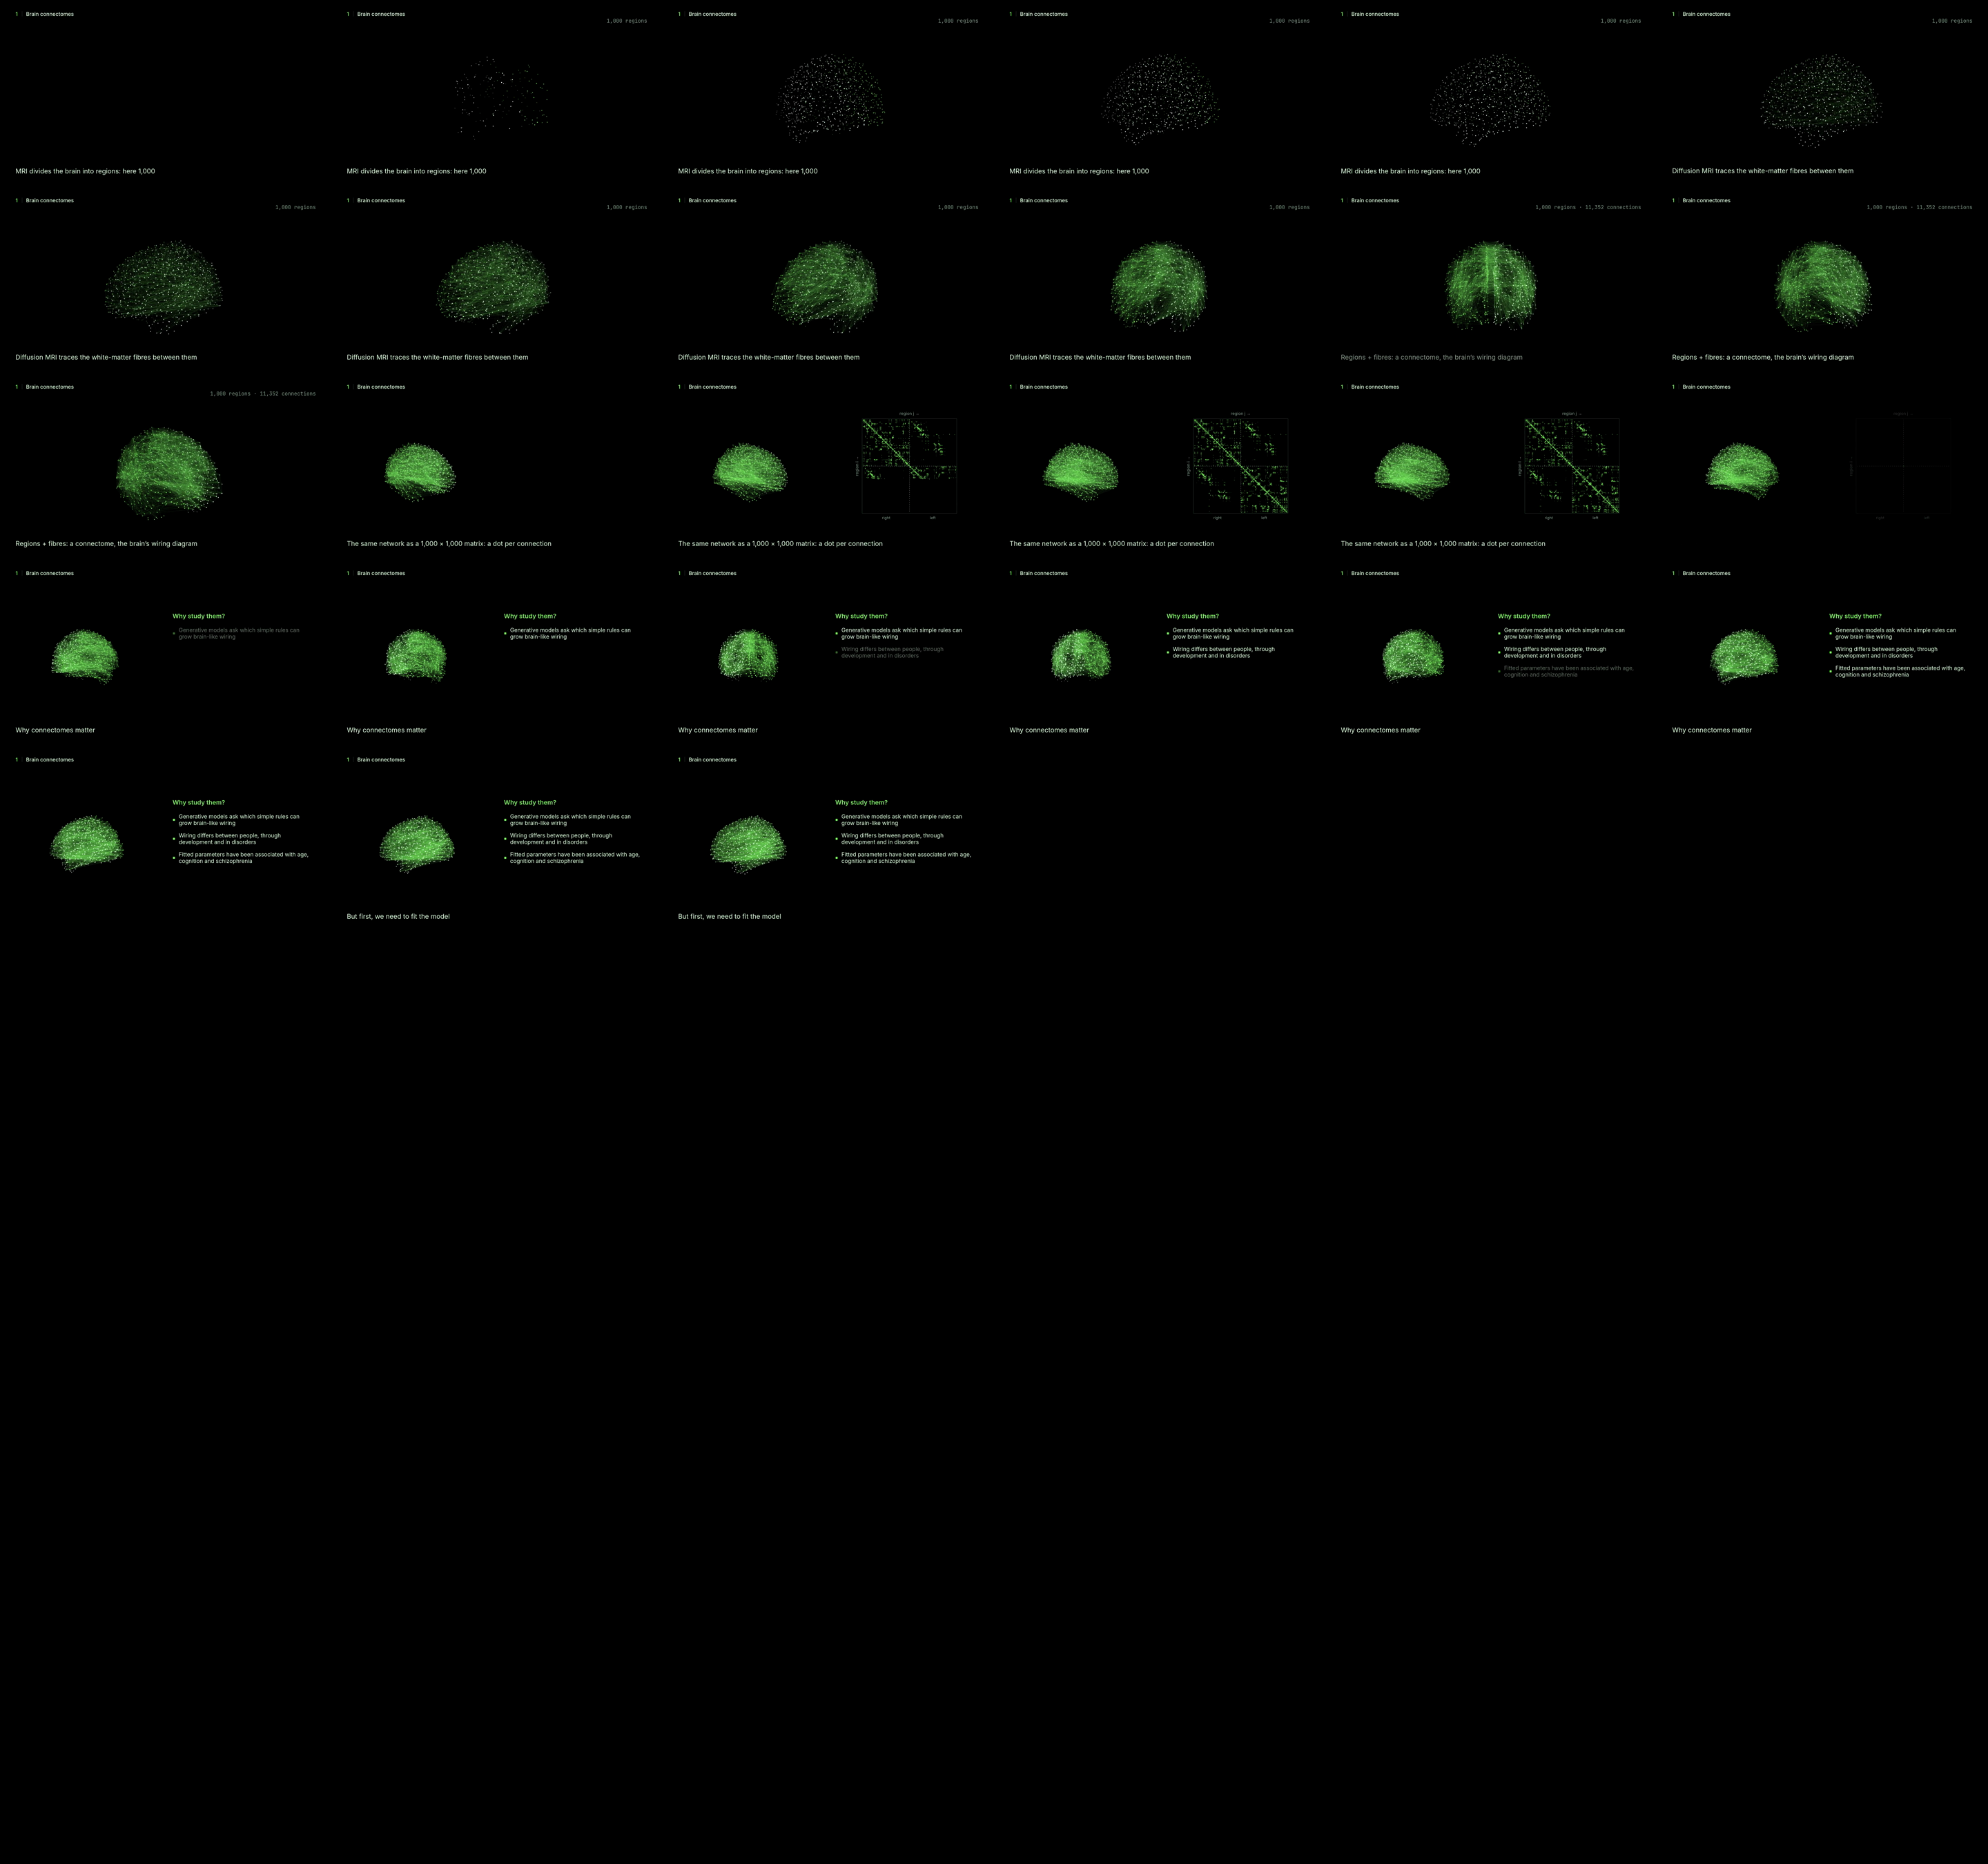 1 Brain connectomes
MRI divides the brain into regions: here 1,000
1 Brain connectomes
1,000 regions
MRI divides the brain into regions: here 1,000
1 Brain connectomes
1,000 regions
MRI divides the brain into regions: here 1,000
1 Brain connectomes
1,000 regions
MRI divides the brain into regions: here 1,000
1 Brain connectomes
1,000 regions
MRI divides the brain into regions: here 1,000
1 Brain connectomes
1,000 regions
Diffusion MRI traces the white-matter fibres between them
1 Brain connectomes
1,000 regions
Diffusion MRI traces the white-matter fibres between them
1 Brain connectomes
1,000 regions
Diffusion MRI traces the white-matter fibres between them
1 Brain connectomes
1,000 regions
Diffusion MRI traces the white-matter fibres between them
1 Brain connectomes
1,000 regions
Diffusion MRI traces the white-matter fibres between them
1 Brain connectomes
1,000 regions · 11,352 connections
Regions + fibres: a connectome, the brain's wiring diagram
1 Brain connectomes
1,000 regions · 11,352 connections
Regions + fibres: a connectome, the brain's wiring diagram
1 Brain connectomes
1,000 regions · 11,352 connections
Regions + fibres: a connectome, the brain's wiring diagram
1 Brain connectomes
The same network as a 1,000 × 1,000 matrix: a dot per connection
1 Brain connectomes
region j →
right left
The same network as a 1,000 × 1,000 matrix: a dot per connection
1 Brain connectomes
region j →
right left
The same network as a 1,000 × 1,000 matrix: a dot per connection
1 Brain connectomes
region j →
right left
The same network as a 1,000 × 1,000 matrix: a dot per connection
1 Brain connectomes
1 Brain connectomes
Why study them?
Generative models ask which simple rules can
grow brain-like wiring
Why connectomes matter
1 Brain connectomes
Why study them?
Generative models ask which simple rules can
grow brain-like wiring
Why connectomes matter
1 Brain connectomes
Why study them?
Generative models ask which simple rules can
grow brain-like wiring
Wiring differs between people, through
development and in disorders
Why connectomes matter
1 Brain connectomes
Why study them?
Generative models ask which simple rules can
grow brain-like wiring
Wiring differs between people, through
development and in disorders
Why connectomes matter
1 Brain connectomes
Why study them?
Generative models ask which simple rules can
grow brain-like wiring
Wiring differs between people, through
development and in disorders
Fitted parameters have been associated with age,
cognition and schizophrenia
Why connectomes matter
1 Brain connectomes
Why study them?
Generative models ask which simple rules can
grow brain-like wiring
Wiring differs between people, through
development and in disorders
Fitted parameters have been associated with age,
cognition and schizophrenia
Why connectomes matter
1 Brain connectomes
Why study them?
Generative models ask which simple rules can
grow brain-like wiring
Wiring differs between people, through
development and in disorders
Fitted parameters have been associated with age,
cognition and schizophrenia
1 Brain connectomes
Why study them?
Generative models ask which simple rules can
grow brain-like wiring
Wiring differs between people, through
development and in disorders
Fitted parameters have been associated with age,
cognition and schizophrenia
But first, we need to fit the model
1 Brain connectomes
Why study them?
Generative models ask which simple rules can
grow brain-like wiring
Wiring differs between people, through
development and in disorders
Fitted parameters have been associated with age,
cognition and schizophrenia
But first, we need to fit the model